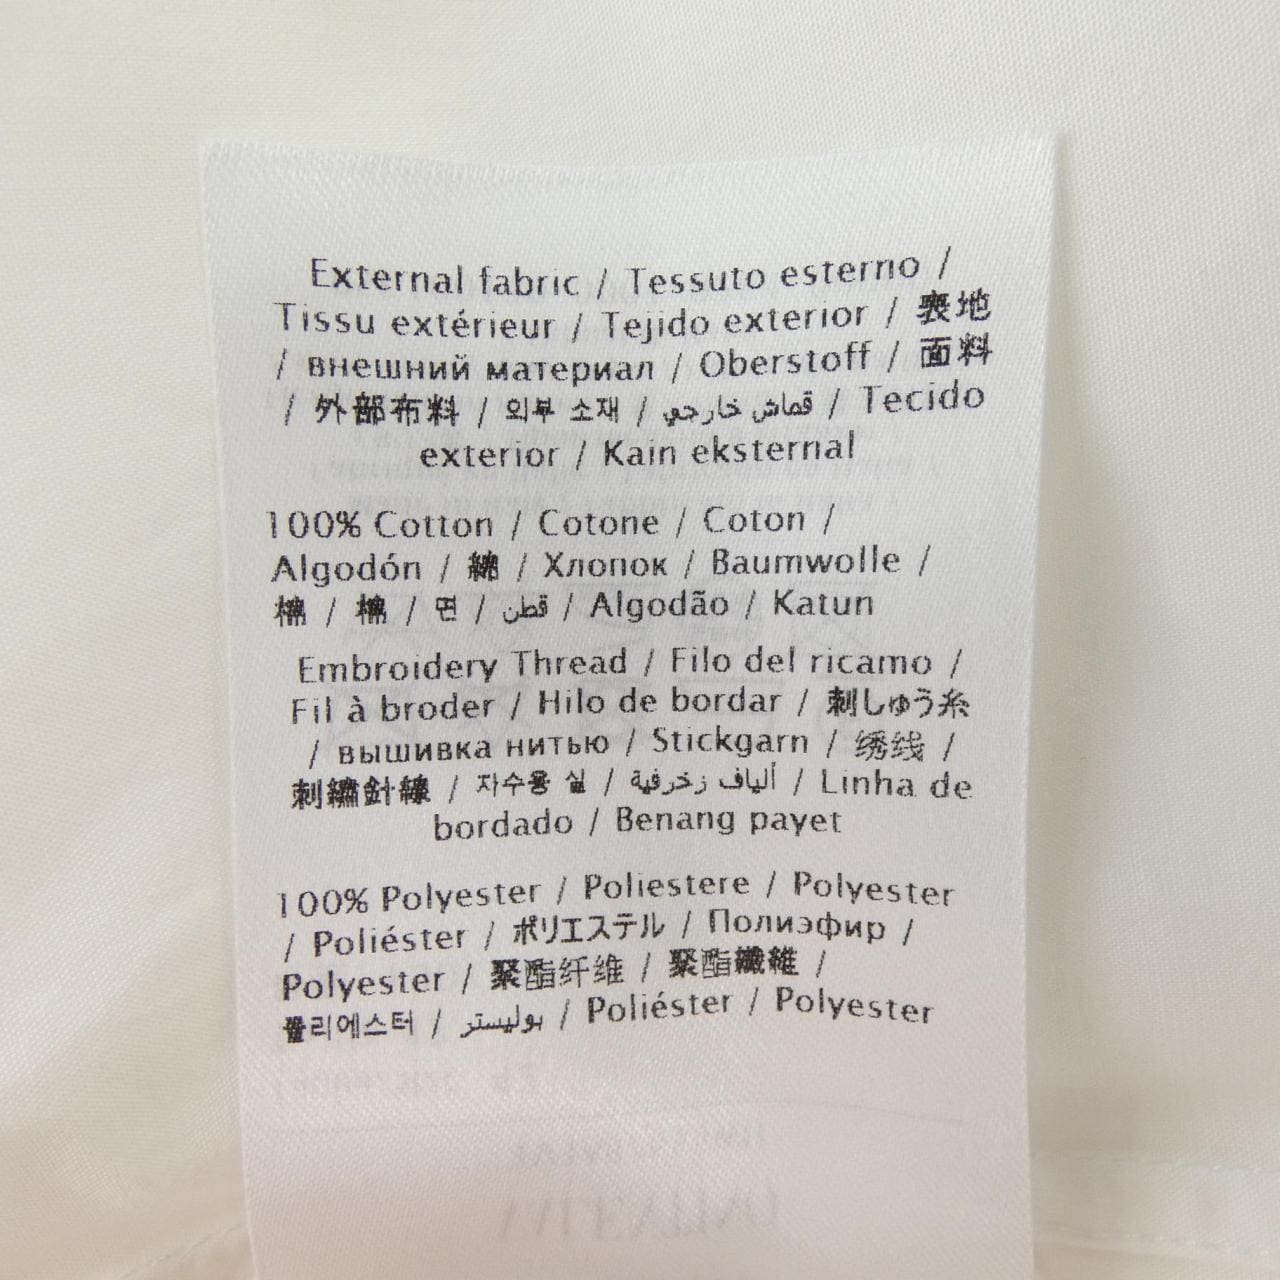 External fabric / Tessuto esterno /
Tissu extérieur / Tejido exterior / 表地
/ внешний материал / Oberstoff / 面料
/ 外部布料 / 외부 소재 / قماش خارجي / Tecido
exterior / Kain eksternal
100% Cotton / Cotone / Coton /
Algodón / 綿 / Хлопок / Baumwolle /
棉 / 棉 / 면 / قطن / Algodão / Katun
Embroidery Thread / Filo del ricamo /
Fil à broder / Hilo de bordar / 刺しゅう糸
/ вышивка нитью / Stickgarn / 绣线 /
刺繡針線 / 자수용 실 / ألياف زخرفية / Linha de
bordado / Benang payet
100% Polyester / Poliestere / Polyester
/ Poliéster / ポリエステル / Полиэфир /
Polyester / 聚酯纤维 / 聚酯纖維 /
폴리에스터 / بوليستر / Poliéster / Polyester